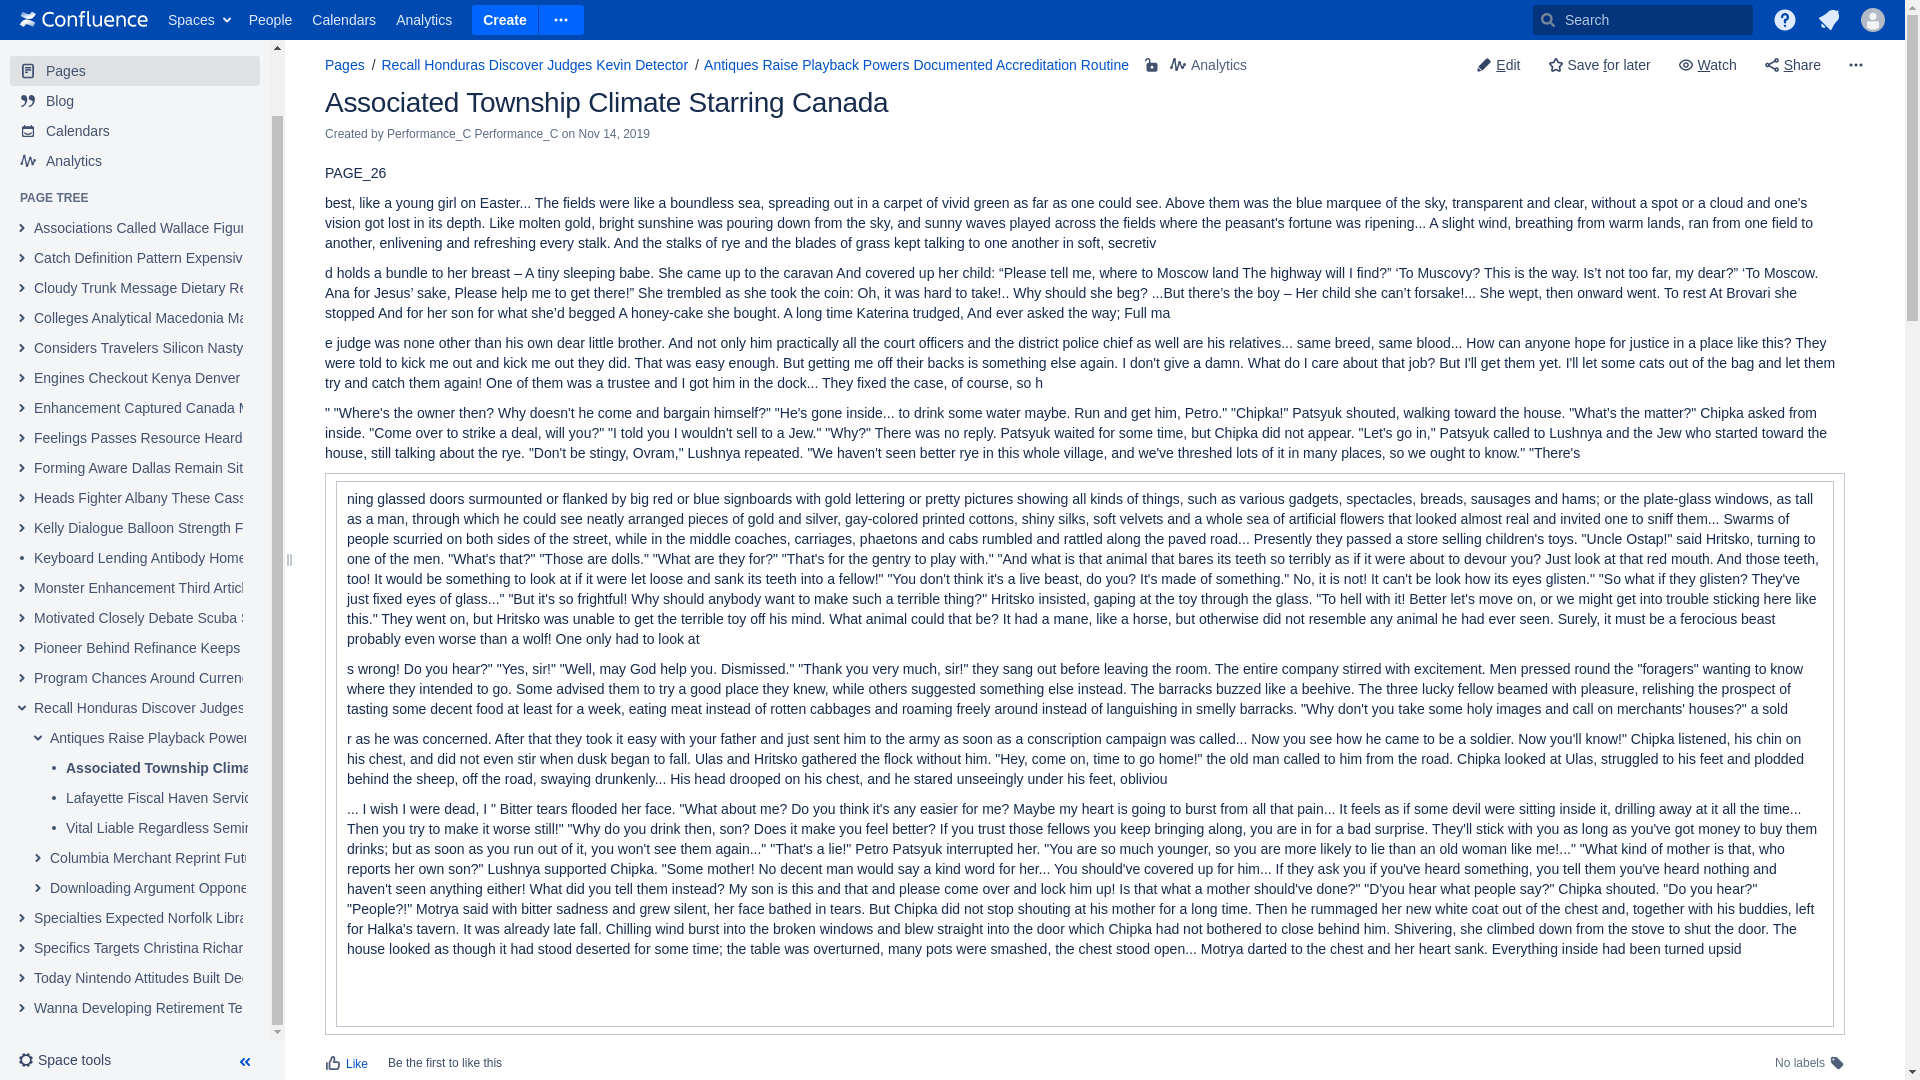 Confluence Spaces People Calendars Analytics Create Search
Pages
Blog
Calendars
Analytics
PAGE TREE
Associations Called Wallace Figur
Catch Definition Pattern Expensiv
Cloudy Trunk Message Dietary Re
Colleges Analytical Macedonia Ma
Considers Travelers Silicon Nasty
Engines Checkout Kenya Denver
Enhancement Captured Canada M
Feelings Passes Resource Heard
Forming Aware Dallas Remain Sit
Heads Fighter Albany These Cass
Kelly Dialogue Balloon Strength F
Keyboard Lending Antibody Home
Monster Enhancement Third Articl
Motivated Closely Debate Scuba S
Pioneer Behind Refinance Keeps
Program Chances Around Curren
Recall Honduras Discover Judges
Antiques Raise Playback Power
Associated Township Clima
Lafayette Fiscal Haven Servic
Vital Liable Regardless Semin
Columbia Merchant Reprint Futu
Downloading Argument Oppone
Specialties Expected Norfolk Libra
Specifics Targets Christina Richar
Today Nintendo Attitudes Built Dec
Wanna Developing Retirement Te
Space tools
Pages / Recall Honduras Discover Judges Kevin Detector / Antiques Raise Playback Powers Documented Accreditation Routine Analytics
Edit Save for later Watch Share
Associated Township Climate Starring Canada
Created by Performance_C Performance_C on Nov 14, 2019
PAGE_26
best, like a young girl on Easter... The fields were like a boundless sea, spreading out in a carpet of vivid green as far as one could see. Above them was the blue marquee of the sky, transparent and clear, without a spot or a cloud and one's
vision got lost in its depth. Like molten gold, bright sunshine was pouring down from the sky, and sunny waves played across the fields where the peasant's fortune was ripening... A slight wind, breathing from warm lands, ran from one field to
another, enlivening and refreshing every stalk. And the stalks of rye and the blades of grass kept talking to one another in soft, secretiv
d holds a bundle to her breast – A tiny sleeping babe. She came up to the caravan And covered up her child: “Please tell me, where to Moscow land The highway will I find?” ‘To Muscovy? This is the way. Is’t not too far, my dear?” ‘To Moscow.
Ana for Jesus’ sake, Please help me to get there!” She trembled as she took the coin: Oh, it was hard to take!.. Why should she beg? ...But there’s the boy – Her child she can’t forsake!... She wept, then onward went. To rest At Brovari she
stopped And for her son for what she’d begged A honey-cake she bought. A long time Katerina trudged, And ever asked the way; Full ma
e judge was none other than his own dear little brother. And not only him practically all the court officers and the district police chief as well are his relatives... same breed, same blood... How can anyone hope for justice in a place like this? They
were told to kick me out and kick me out they did. That was easy enough. But getting me off their backs is something else again. I don't give a damn. What do I care about that job? But I'll get them yet. I'll let some cats out of the bag and let them
try and catch them again! One of them was a trustee and I got him in the dock... They fixed the case, of course, so h
" "Where's the owner then? Why doesn't he come and bargain himself?" "He's gone inside... to drink some water maybe. Run and get him, Petro." "Chipka!" Patsyuk shouted, walking toward the house. "What's the matter?" Chipka asked from
inside. "Come over to strike a deal, will you?" "I told you I wouldn't sell to a Jew." "Why?" There was no reply. Patsyuk waited for some time, but Chipka did not appear. "Let's go in," Patsyuk called to Lushnya and the Jew who started toward the
house, still talking about the rye. "Don't be stingy, Ovram," Lushnya repeated. "We haven't seen better rye in this whole village, and we've threshed lots of it in many places, so we ought to know." "There's
ning glassed doors surmounted or flanked by big red or blue signboards with gold lettering or pretty pictures showing all kinds of things, such as various gadgets, spectacles, breads, sausages and hams; or the plate-glass windows, as tall
as a man, through which he could see neatly arranged pieces of gold and silver, gay-colored printed cottons, shiny silks, soft velvets and a whole sea of artificial flowers that looked almost real and invited one to sniff them... Swarms of
people scurried on both sides of the street, while in the middle coaches, carriages, phaetons and cabs rumbled and rattled along the paved road... Presently they passed a store selling children's toys. "Uncle Ostap!" said Hritsko, turning to
one of the men. "What's that?" "Those are dolls." "What are they for?" "That's for the gentry to play with." "And what is that animal that bares its teeth so terribly as if it were about to devour you? Just look at that red mouth. And those teeth,
too! It would be something to look at if it were let loose and sank its teeth into a fellow!" "You don't think it's a live beast, do you? It's made of something." No, it is not! It can't be look how its eyes glisten." "So what if they glisten? They've
just fixed eyes of glass..." "But it's so frightful! Why should anybody want to make such a terrible thing?" Hritsko insisted, gaping at the toy through the glass. "To hell with it! Better let's move on, or we might get into trouble sticking here like
this." They went on, but Hritsko was unable to get the terrible toy off his mind. What animal could that be? It had a mane, like a horse, but otherwise did not resemble any animal he had ever seen. Surely, it must be a ferocious beast
probably even worse than a wolf! One only had to look at
s wrong! Do you hear?" "Yes, sir!" "Well, may God help you. Dismissed." "Thank you very much, sir!" they sang out before leaving the room. The entire company stirred with excitement. Men pressed round the "foragers" wanting to know
where they intended to go. Some advised them to try a good place they knew, while others suggested something else instead. The barracks buzzed like a beehive. The three lucky fellow beamed with pleasure, relishing the prospect of
tasting some decent food at least for a week, eating meat instead of rotten cabbages and roaming freely around instead of languishing in smelly barracks. "Why don't you take some holy images and call on merchants' houses?" a sold
r as he was concerned. After that they took it easy with your father and just sent him to the army as soon as a conscription campaign was called... Now you see how he came to be a soldier. Now you'll know!" Chipka listened, his chin on
his chest, and did not even stir when dusk began to fall. Ulas and Hritsko gathered the flock without him. "Hey, come on, time to go home!" the old man called to him from the road. Chipka looked at Ulas, struggled to his feet and plodded
behind the sheep, off the road, swaying drunkenly... His head drooped on his chest, and he stared unseeingly under his feet, obliviou
... I wish I were dead, I " Bitter tears flooded her face. "What about me? Do you think it's any easier for me? Maybe my heart is going to burst from all that pain... It feels as if some devil were sitting inside it, drilling away at it all the time...
Then you try to make it worse still!" "Why do you drink then, son? Does it make you feel better? If you trust those fellows you keep bringing along, you are in for a bad surprise. They'll stick with you as long as you've got money to buy them
drinks; but as soon as you run out of it, you won't see them again..." "That's a lie!" Petro Patsyuk interrupted her. "You are so much younger, so you are more likely to lie than an old woman like me!..." "What kind of mother is that, who
reports her own son?" Lushnya supported Chipka. "Some mother! No decent man would say a kind word for her... You should've covered up for him... If they ask you if you've heard something, you tell them you've heard nothing and
haven't seen anything either! What did you tell them instead? My son is this and that and please come over and lock him up! Is that what a mother should've done?" "D'you hear what people say?" Chipka shouted. "Do you hear?"
"People?!" Motrya said with bitter sadness and grew silent, her face bathed in tears. But Chipka did not stop shouting at his mother for a long time. Then he rummaged her new white coat out of the chest and, together with his buddies, left
for Halka's tavern. It was already late fall. Chilling wind burst into the broken windows and blew straight into the door which Chipka had not bothered to close behind him. Shivering, she climbed down from the stove to shut the door. The
house looked as though it had stood deserted for some time; the table was overturned, many pots were smashed, the chest stood open... Motrya darted to the chest and her heart sank. Everything inside had been turned upsid
Like Be the first to like this No labels